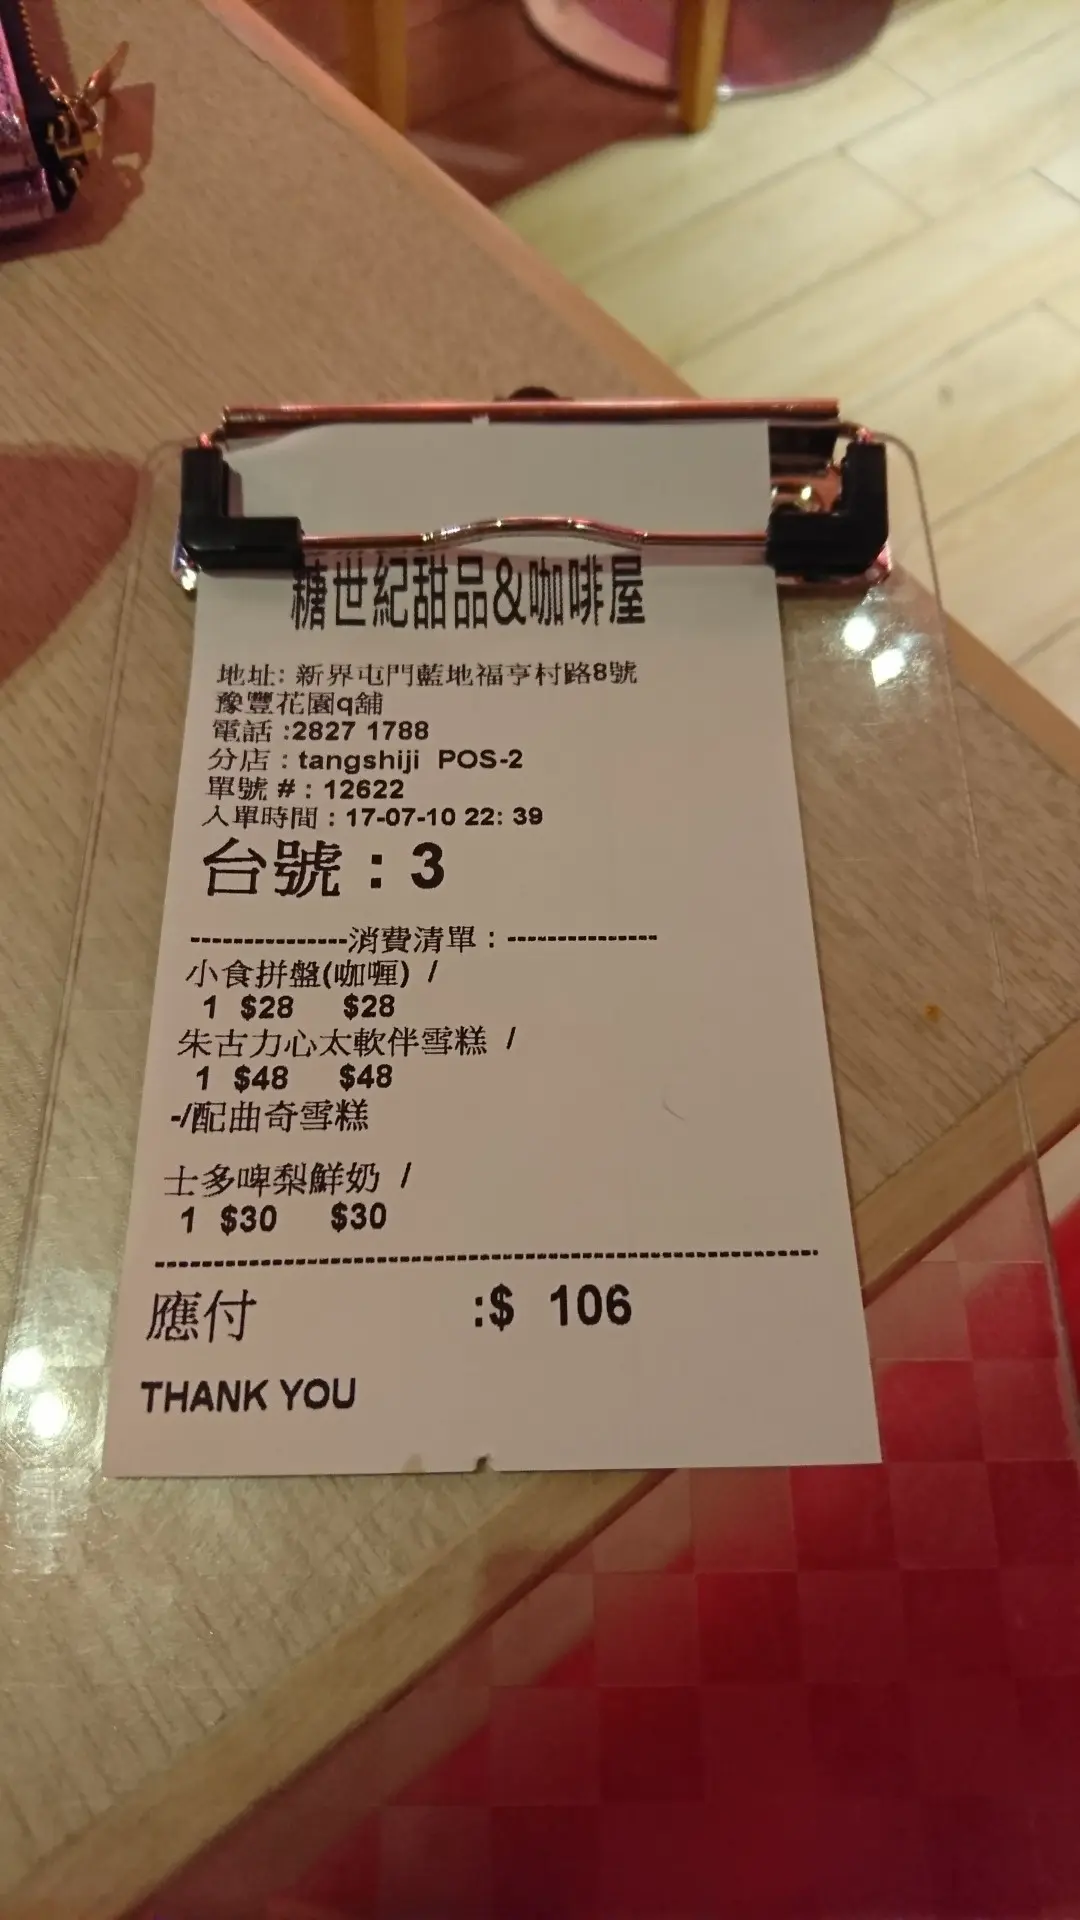 糖世紀甜品&咖啡屋
地址: 新界屯門藍地福亨村路8號
豫豐花園q舖
電話 :2827 1788
分店 : tangshiji POS-2
單號 # : 12622
入單時間 : 17-07-10 22: 39
台號 : 3
---------------消費清單 : ---------------
小食拼盤(咖喱) /
1 $28 $28
朱古力心太軟伴雪糕 /
1 $48 $48
-/配曲奇雪糕
士多啤梨鮮奶 /
1 $30 $30
應付 :$ 106
THANK YOU